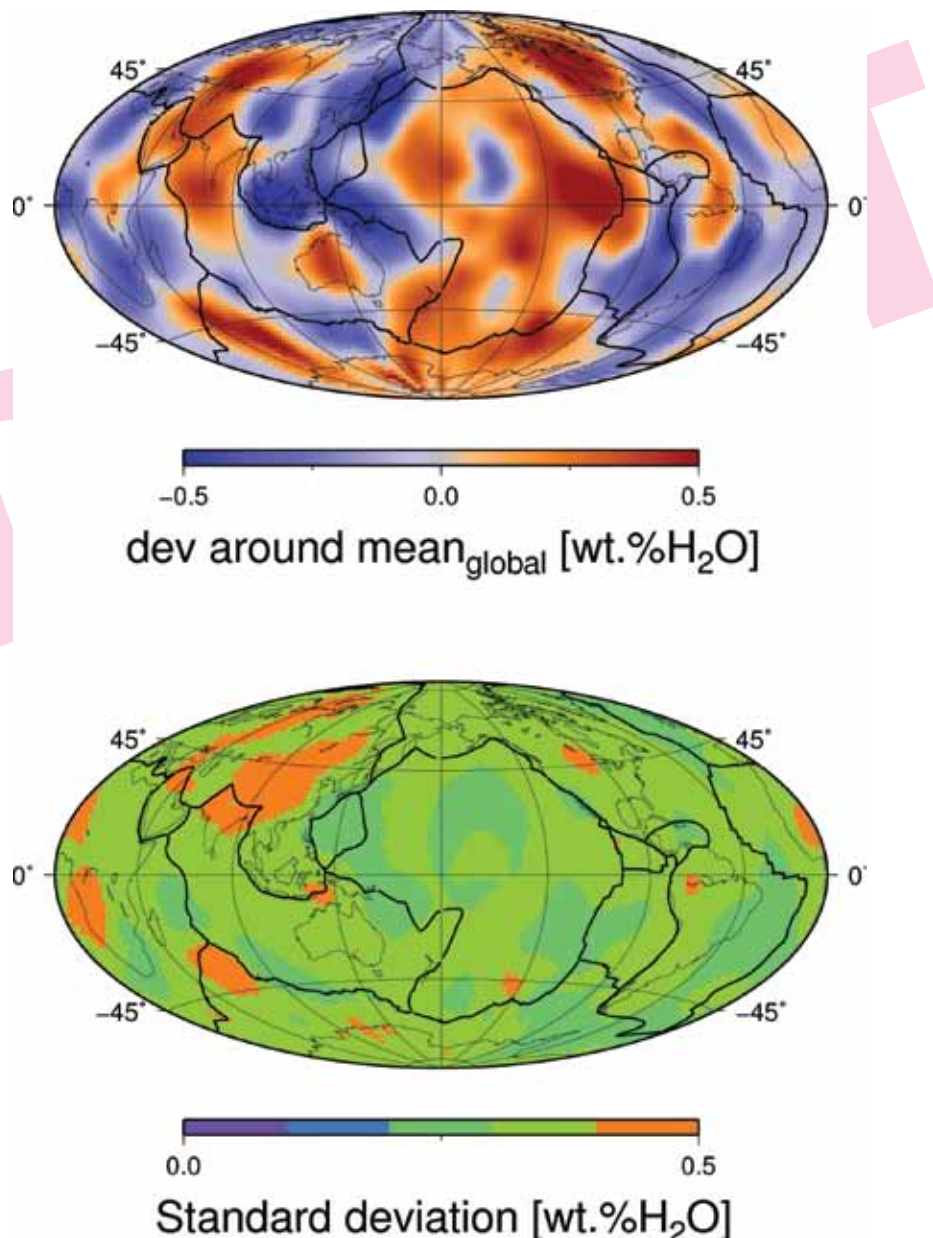 45° 45°
0° 0°
−45° −45°
−0.5 0.0 0.5
dev around mean_global [wt.%H₂O]
45° 45°
0° 0°
−45° −45°
0.0 0.5
Standard deviation [wt.%H₂O]